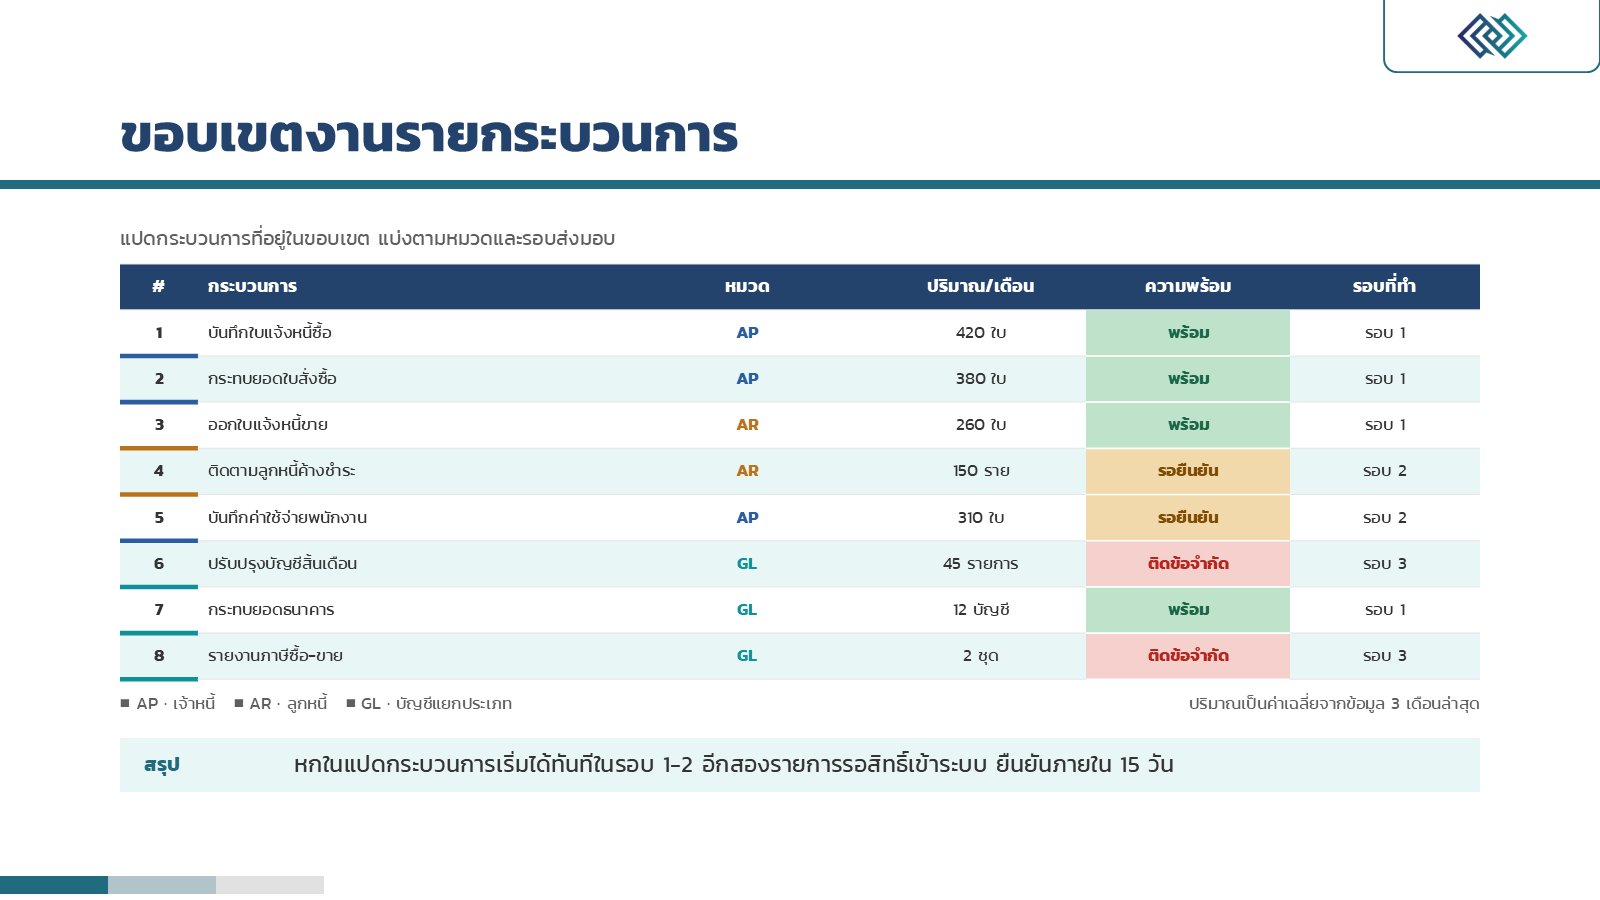 ขอบเขตงานรายกระบวนการ
แปดกระบวนการที่อยู่ในขอบเขต แบ่งตามหมวดและรอบส่งมอบ
# กระบวนการ หมวด ปริมาณ/เดือน ความพร้อม รอบที่ทำ
1 บันทึกใบแจ้งหนี้ซื้อ AP 420 ใบ พร้อม รอบ 1
2 กระทบยอดใบสั่งซื้อ AP 380 ใบ พร้อม รอบ 1
3 ออกใบแจ้งหนี้ขาย AR 260 ใบ พร้อม รอบ 1
4 ติดตามลูกหนี้ค้างชำระ AR 150 ราย รอยืนยัน รอบ 2
5 บันทึกค่าใช้จ่ายพนักงาน AP 310 ใบ รอยืนยัน รอบ 2
6 ปรับปรุงบัญชีสิ้นเดือน GL 45 รายการ ติดข้อจำกัด รอบ 3
7 กระทบยอดธนาคาร GL 12 บัญชี พร้อม รอบ 1
8 รายงานภาษีซื้อ-ขาย GL 2 ชุด ติดข้อจำกัด รอบ 3
■ AP · เจ้าหนี้ ■ AR · ลูกหนี้ ■ GL · บัญชีแยกประเภท ปริมาณเป็นค่าเฉลี่ยจากข้อมูล 3 เดือนล่าสุด
สรุป หกในแปดกระบวนการเริ่มได้ทันทีในรอบ 1-2 อีกสองรายการรอสิทธิ์เข้าระบบ ยืนยันภายใน 15 วัน